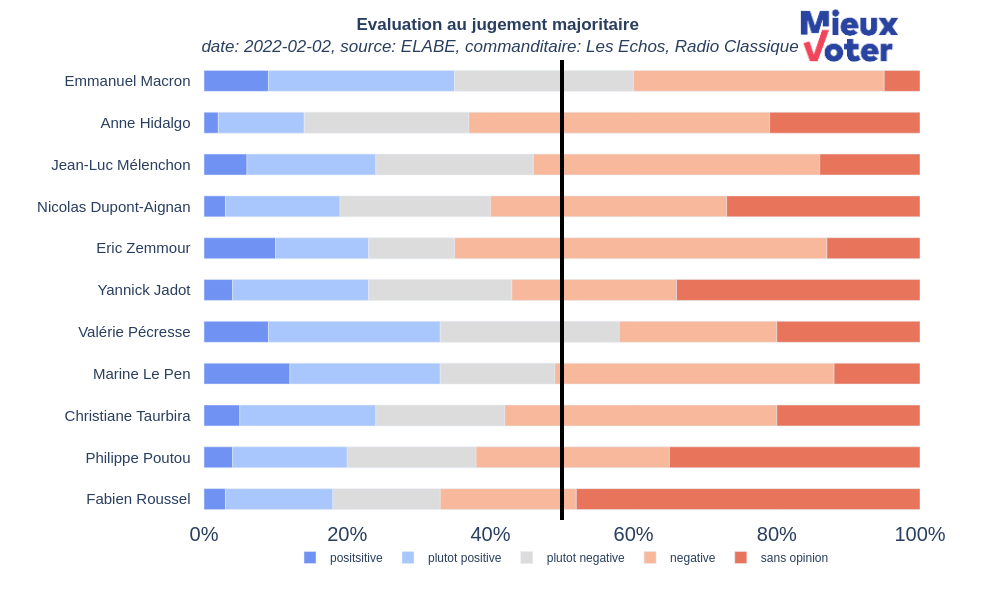 Evaluation au jugement majoritaire
date: 2022-02-02, source: ELABE, commanditaire: Les Echos, Radio Classique
Mieux
Voter
Emmanuel Macron
Anne Hidalgo
Jean-Luc Mélenchon
Nicolas Dupont-Aignan
Eric Zemmour
Yannick Jadot
Valérie Pécresse
Marine Le Pen
Christiane Taurbira
Philippe Poutou
Fabien Roussel
0% 20% 40% 60% 80% 100%
positsitive plutot positive plutot negative negative sans opinion